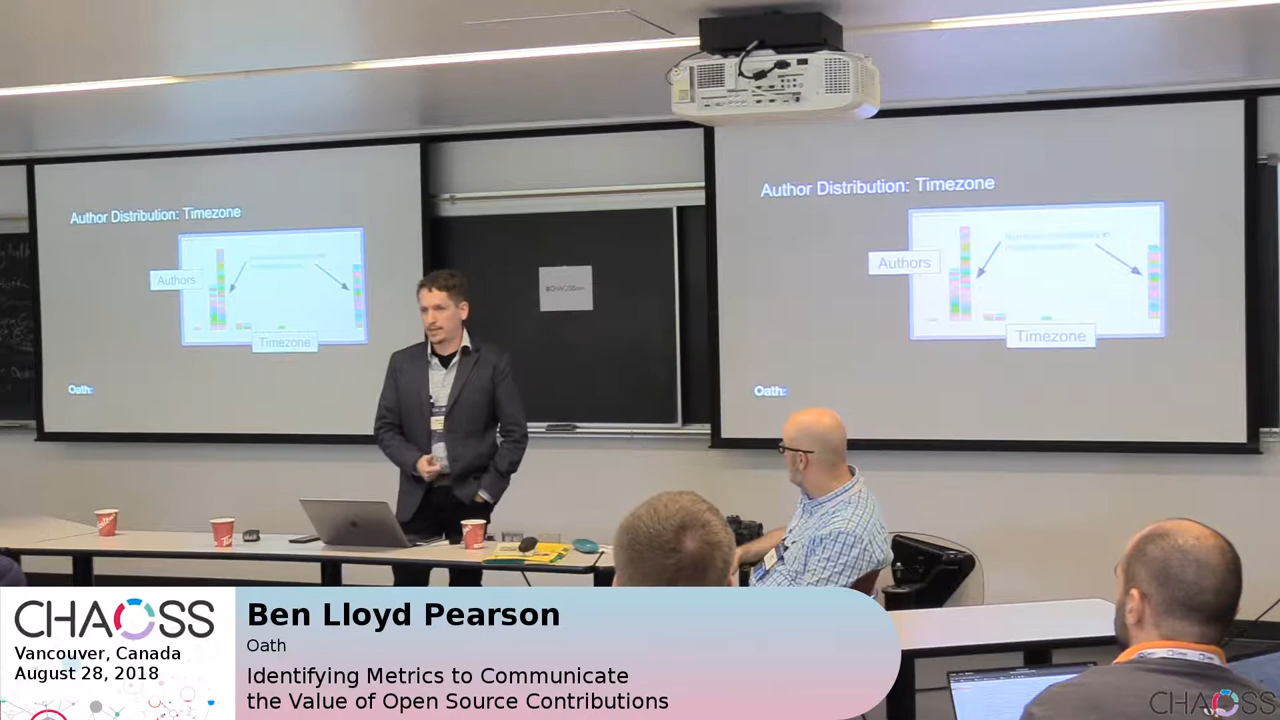 Author Distribution: Timezone
Authors
Timezone
Oath:
CHAOSS
Author Distribution: Timezone
Authors
Timezone
Oath:
CHAOSS
Vancouver, Canada
August 28, 2018
Ben Lloyd Pearson
Oath
Identifying Metrics to Communicate
the Value of Open Source Contributions
CHAOSS